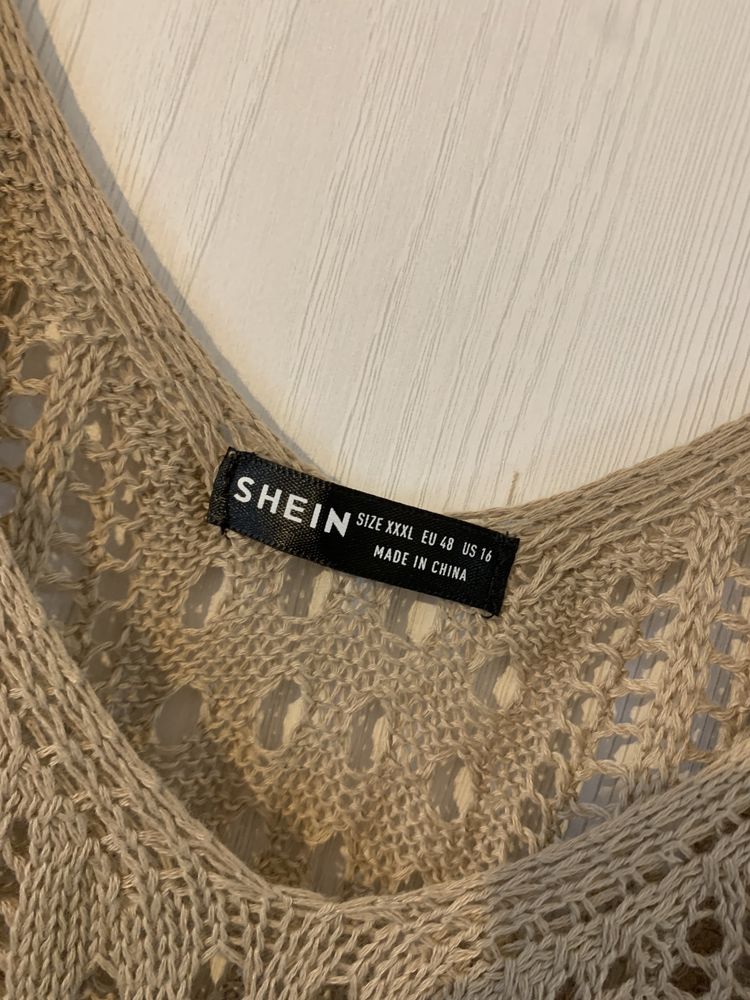 SHEIN SIZE XXXL EU 48 US 16
MADE IN CHINA